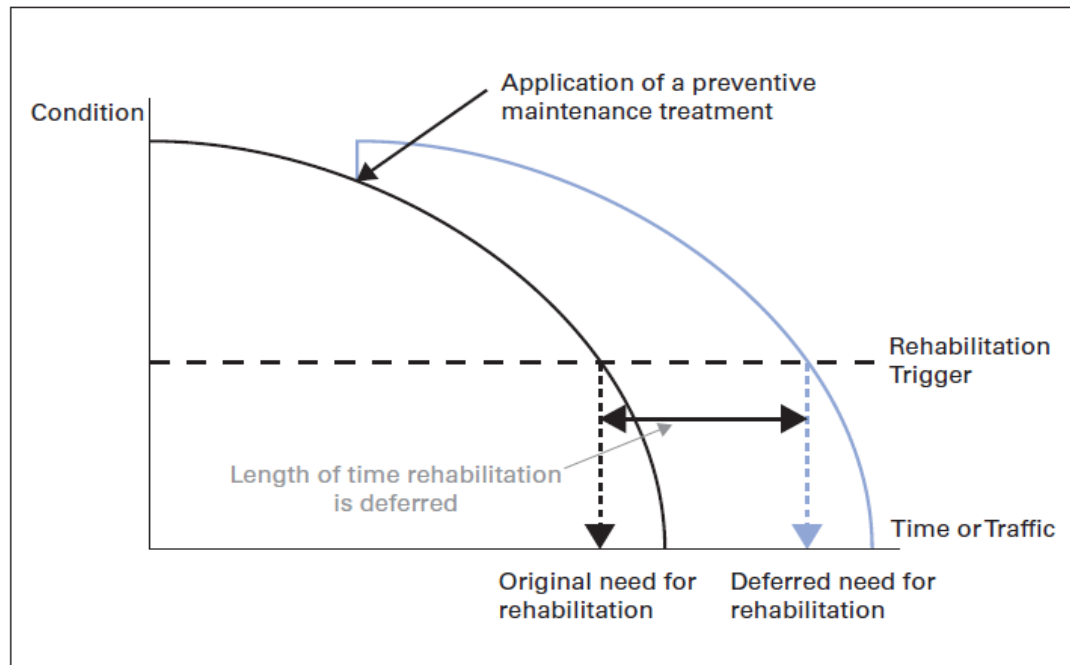 Application of a preventive
maintenance treatment
Condition
Rehabilitation
Trigger
Length of time rehabilitation
is deferred
Time or Traffic
Original need for
rehabilitation
Deferred need for
rehabilitation